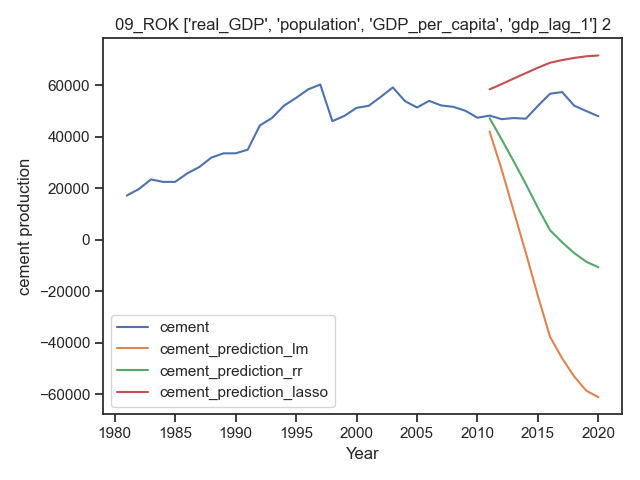 09_ROK ['real_GDP', 'population', 'GDP_per_capita', 'gdp_lag_1'] 2
cement production
60000
40000
20000
0
−20000
−40000
−60000
cement
cement_prediction_lm
cement_prediction_rr
cement_prediction_lasso
1980 1985 1990 1995 2000 2005 2010 2015 2020
Year